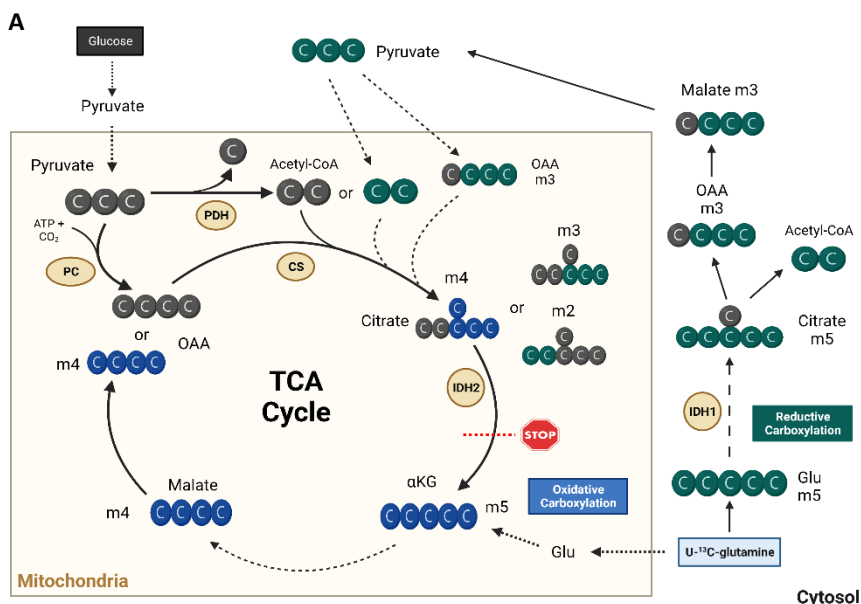 A
Glucose
Pyruvate
Pyruvate
C C C
ATP +
CO₂
PC
PDH
C
Acetyl-CoA
C C
or
C C
C C C
Pyruvate
C C C C
OAA
m3
CS
C C C C
or
OAA
m4
C C C C
Citrate
m4
C
C C C C C
or
m3
C
C C C C C
m2
C
C C C C C
TCA
Cycle
IDH2
STOP
Malate
m4
C C C C
αKG
C C C C C
m5
Oxidative
Carboxylation
Glu
Mitochondria
Malate m3
C C C C
OAA
m3
C C C C
Acetyl-CoA
C C
C
C C C C C
Citrate
m5
IDH1
Reductive
Carboxylation
C C C C C
Glu
m5
U-¹³C-glutamine
Cytosol